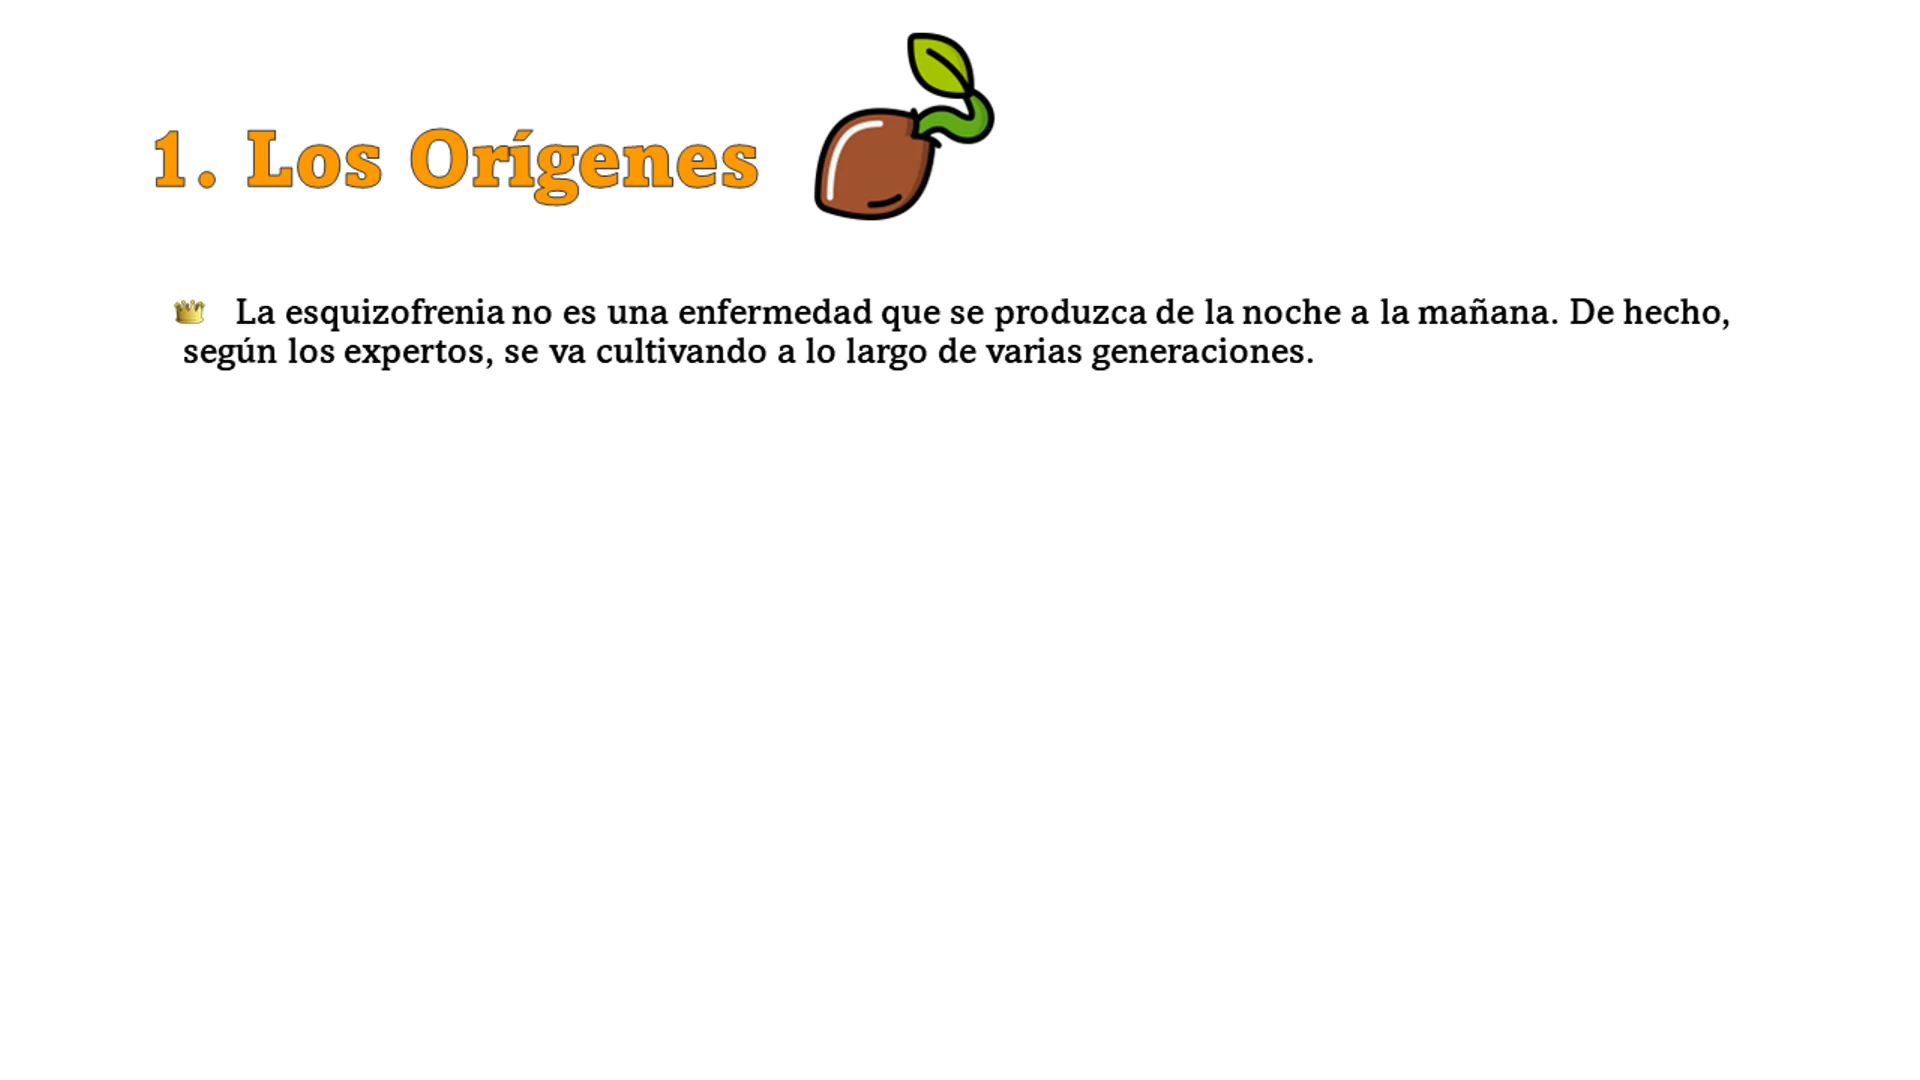 1. Los Orígenes
La esquizofrenia no es una enfermedad que se produzca de la noche a la mañana. De hecho,
según los expertos, se va cultivando a lo largo de varias generaciones.